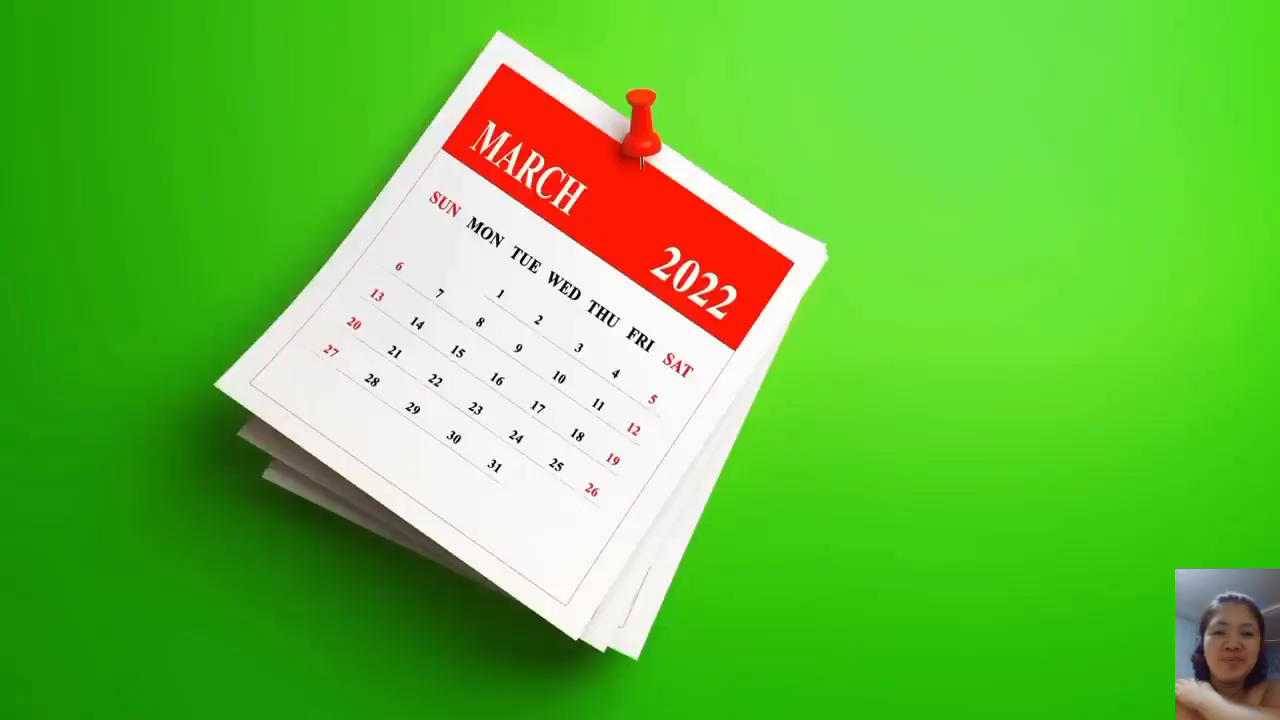 MARCH
2022
SUN MON TUE WED THU FRI SAT
1 2 3 4 5
6 7 8 9 10 11 12
13 14 15 16 17 18 19
20 21 22 23 24 25 26
27 28 29 30 31